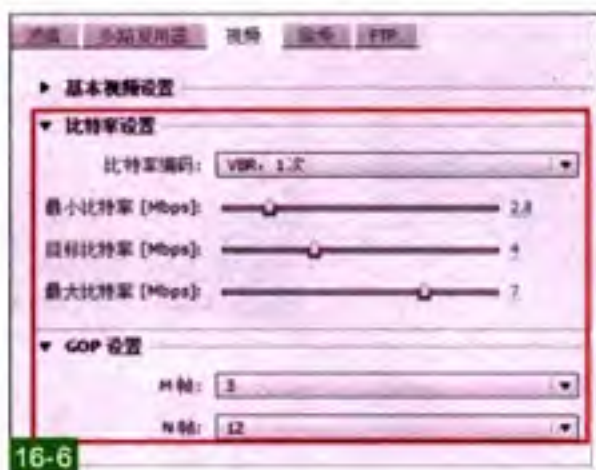 滤镜 多路复用器 视频 音频 FTP
基本视频设置
比特率设置
比特率编码: VBR, 1次
最小比特率 [Mbps]: 2.8
目标比特率 [Mbps]: 4
最大比特率 [Mbps]: 7
GOP 设置
M 帧: 3
N 帧: 12
16-6